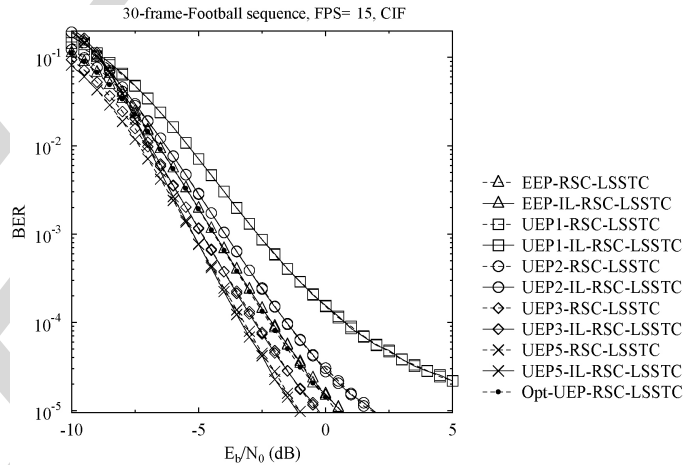 30-frame-Football sequence, FPS= 15, CIF
BER
10^-1
10^-2
10^-3
10^-4
10^-5
-10
-5
0
5
E_b/N_0 (dB)
EEP-RSC-LSSTC
EEP-IL-RSC-LSSTC
UEP1-RSC-LSSTC
UEP1-IL-RSC-LSSTC
UEP2-RSC-LSSTC
UEP2-IL-RSC-LSSTC
UEP3-RSC-LSSTC
UEP3-IL-RSC-LSSTC
UEP5-RSC-LSSTC
UEP5-IL-RSC-LSSTC
Opt-UEP-RSC-LSSTC